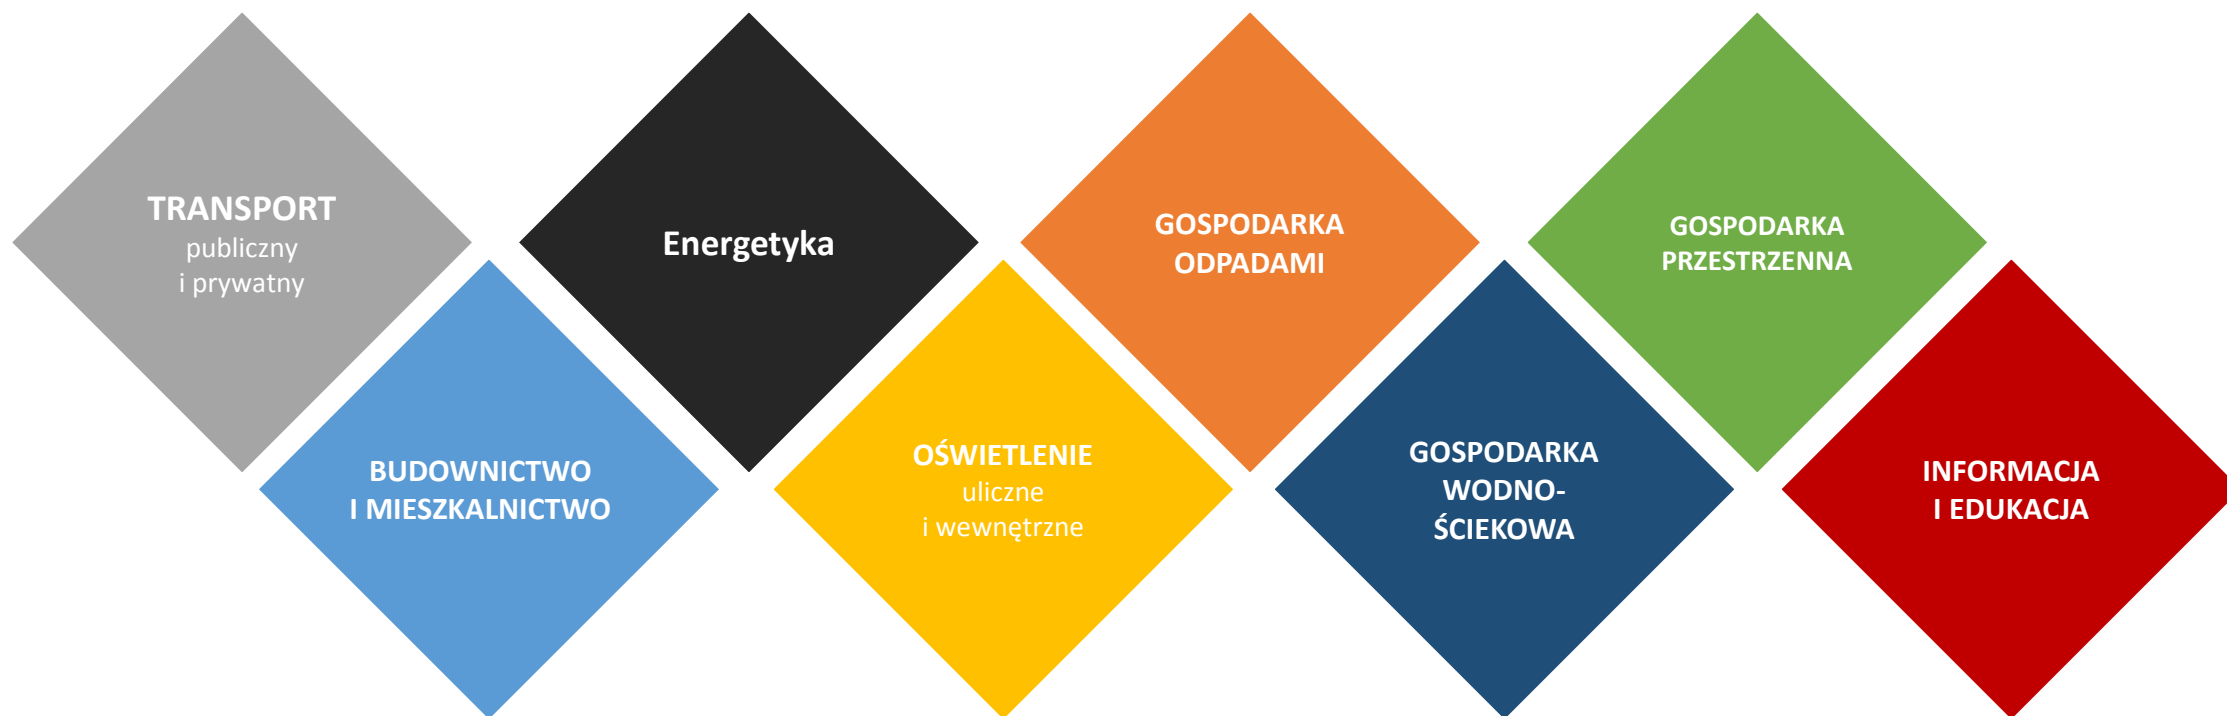 TRANSPORT
publiczny
i prywatny
BUDOWNICTWO
I MIESZKALNICTWO
Energetyka
OŚWIETLENIE
uliczne
i wewnętrzne
GOSPODARKA
ODPADAMI
GOSPODARKA
WODNO-
ŚCIEKOWA
GOSPODARKA
PRZESTRZENNA
INFORMACJA
I EDUKACJA